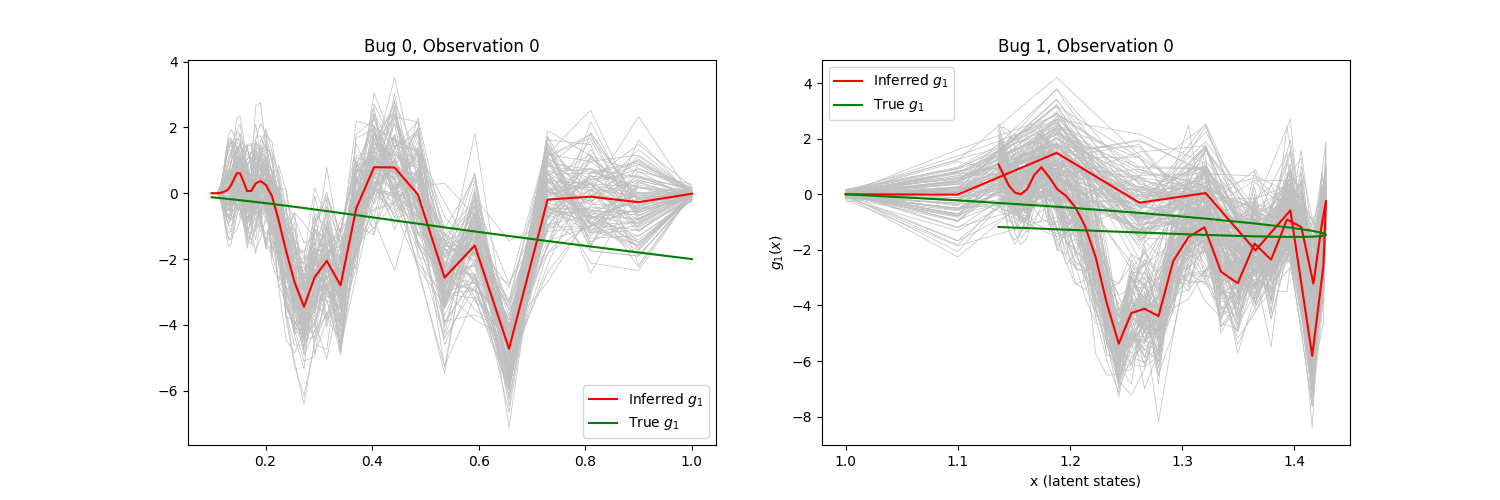 Bug 0, Observation 0
4
2
0
−2
−4
−6
0.2
0.4
0.6
0.8
1.0
Inferred g₁
True g₁
Bug 1, Observation 0
Inferred g₁
True g₁
4
2
0
−2
−4
−6
−8
g₁(x)
1.0
1.1
1.2
1.3
1.4
x (latent states)